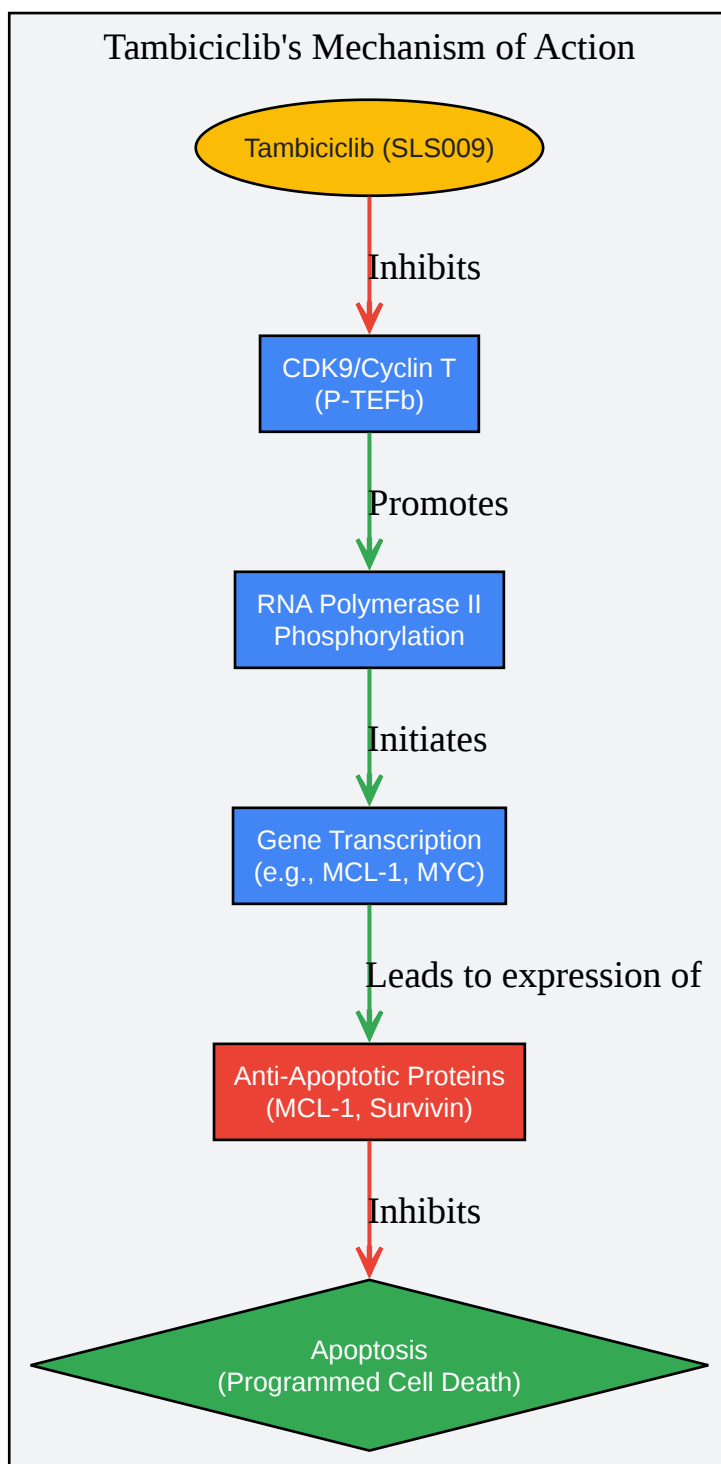 Tambiciclib's Mechanism of Action
Tambiciclib (SLS009)
Inhibits
CDK9/Cyclin T
(P-TEFb)
Promotes
RNA Polymerase II
Phosphorylation
Initiates
Gene Transcription
(e.g., MCL-1, MYC)
Leads to expression of
Anti-Apoptotic Proteins
(MCL-1, Survivin)
Inhibits
Apoptosis
(Programmed Cell Death)